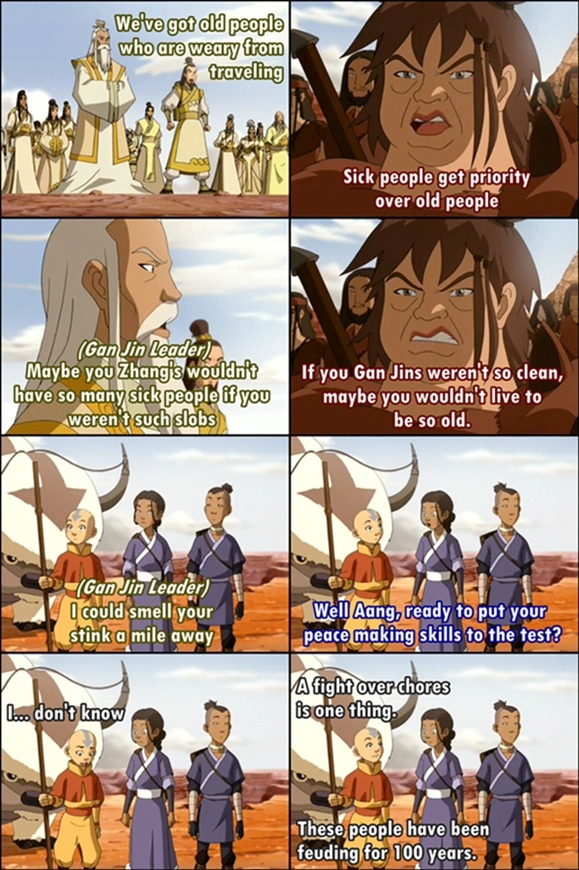 We've got old people
who are weary from
traveling
Sick people get priority
over old people
(Gan Jin Leader)
Maybe you Zhangs wouldn't
have so many sick people if you
weren't such slobs
If you Gan Jins weren't so clean,
maybe you wouldn't live to
be so old.
(Gan Jin Leader)
I could smell your
stink a mile away
Well Aang, ready to put your
peace making skills to the test?
I... don't know
A fight over chores
is one thing.
These people have been
feuding for 100 years.